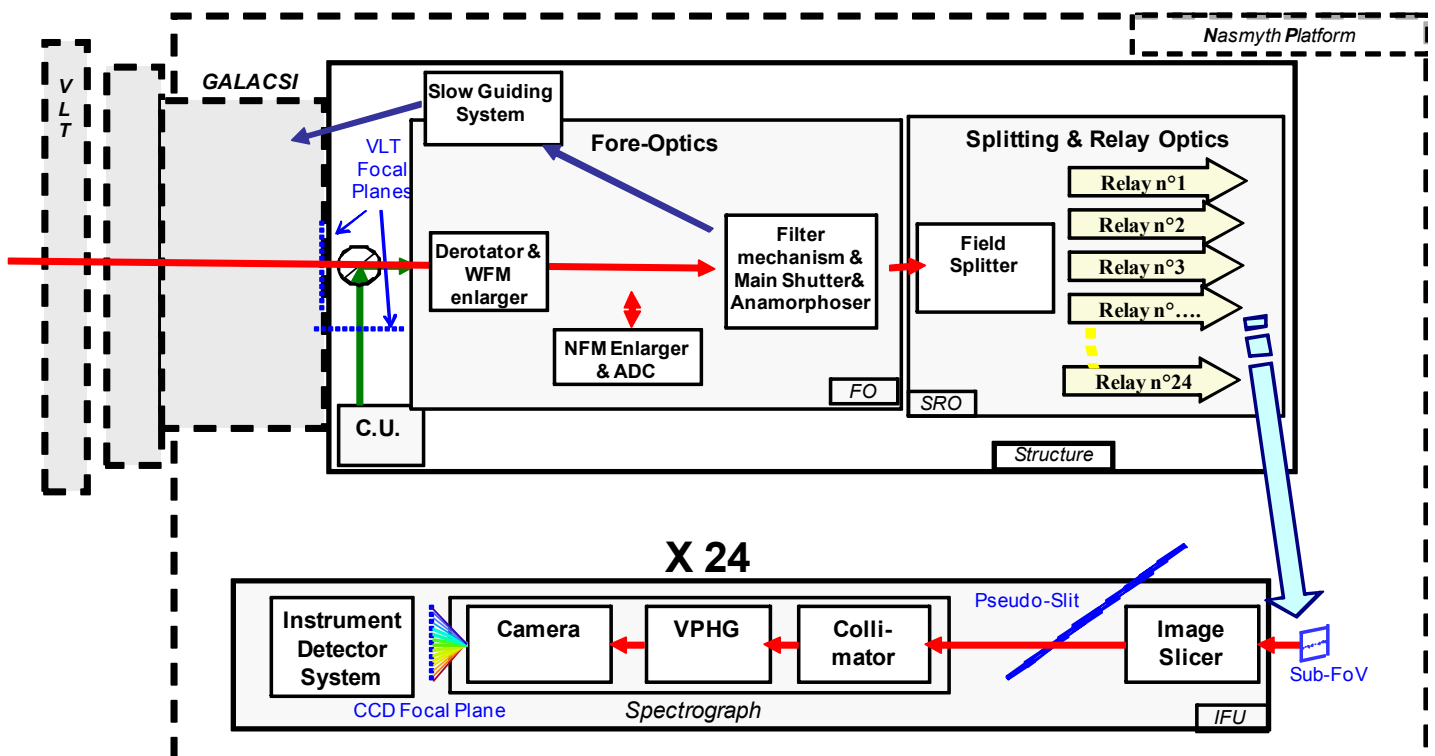 Nasmyth Platform
V
L
T
GALACSI
Slow Guiding
System
Fore-Optics
Splitting & Relay Optics
VLT
Focal
Planes
Relay n°1
Relay n°2
Relay n°3
Relay n°….
Relay n°24
Derotator &
WFM
enlarger
Filter
mechanism &
Main Shutter&
Anamorphoser
Field
Splitter
NFM Enlarger
& ADC
FO
SRO
C.U.
Structure
X 24
Pseudo-Slit
Instrument
Detector
System
Camera
VPHG
Colli-
mator
Image
Slicer
Sub-FoV
CCD Focal Plane
Spectrograph
IFU